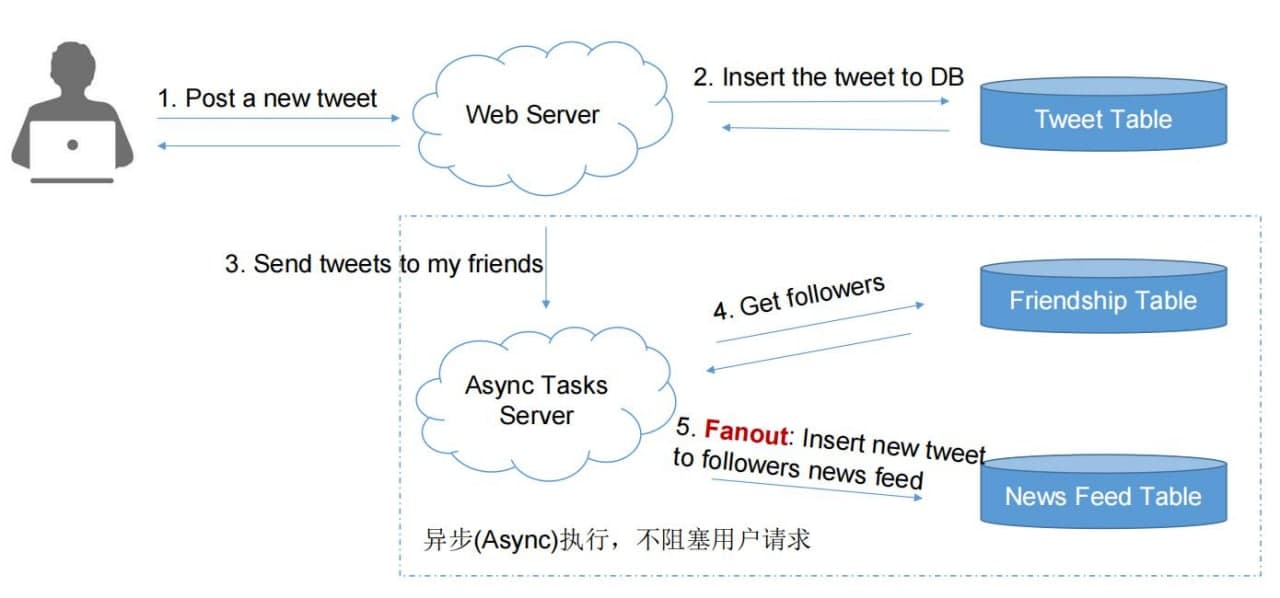 1. Post a new tweet
Web Server
2. Insert the tweet to DB
Tweet Table
3. Send tweets to my friends
4. Get followers
Friendship Table
Async Tasks
Server
5. Fanout: Insert new tweet
to followers news feed
News Feed Table
异步(Async)执行，不阻塞用户请求